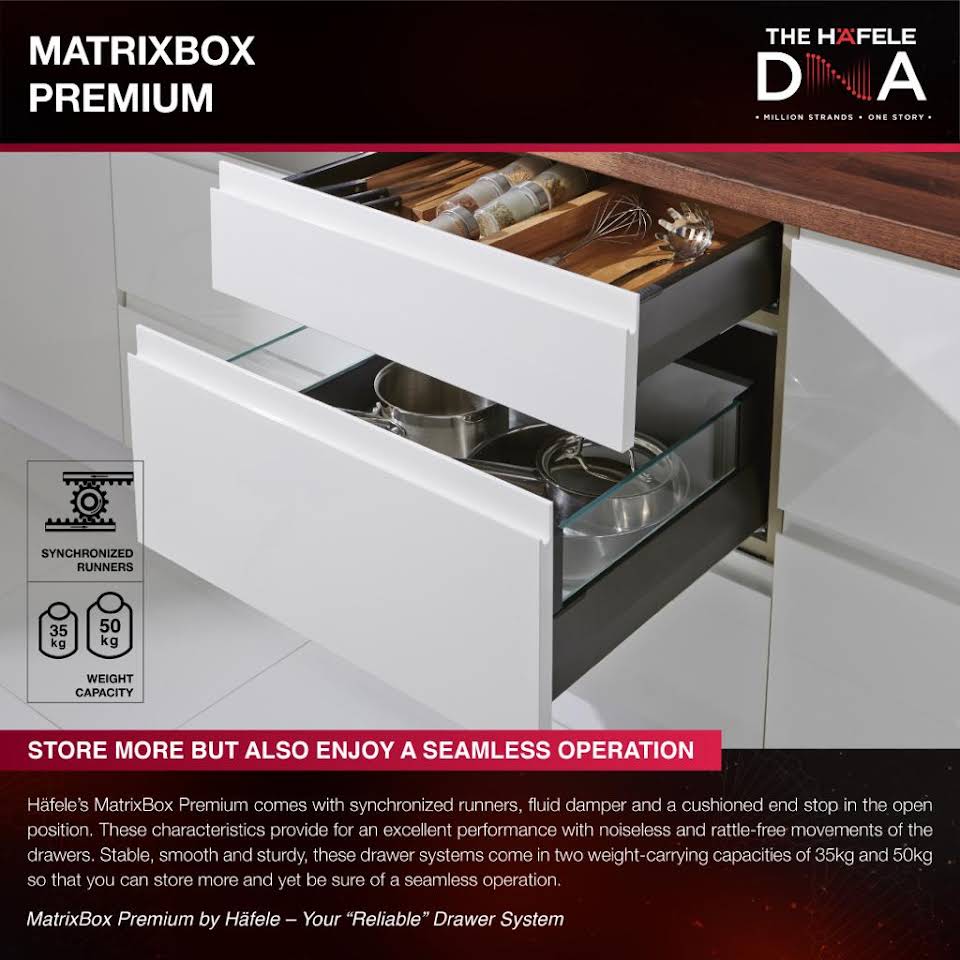 MATRIXBOX
PREMIUM
THE HÄFELE
DNA
• MILLION STRANDS • ONE STORY •
SYNCHRONIZED
RUNNERS
35
kg
50
kg
WEIGHT
CAPACITY
STORE MORE BUT ALSO ENJOY A SEAMLESS OPERATION
Häfele's MatrixBox Premium comes with synchronized runners, fluid damper and a cushioned end stop in the open
position. These characteristics provide for an excellent performance with noiseless and rattle-free movements of the
drawers. Stable, smooth and sturdy, these drawer systems come in two weight-carrying capacities of 35kg and 50kg
so that you can store more and yet be sure of a seamless operation.
MatrixBox Premium by Häfele – Your “Reliable” Drawer System